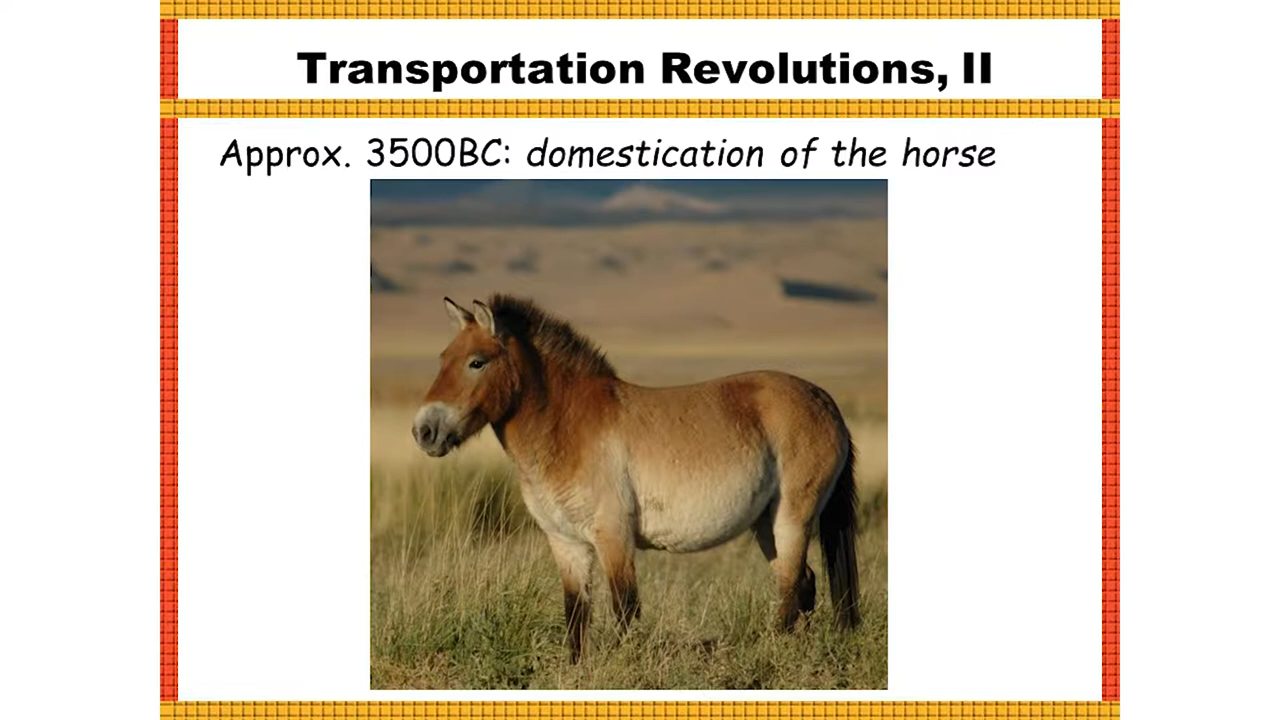 Transportation Revolutions, II
Approx. 3500BC: domestication of the horse